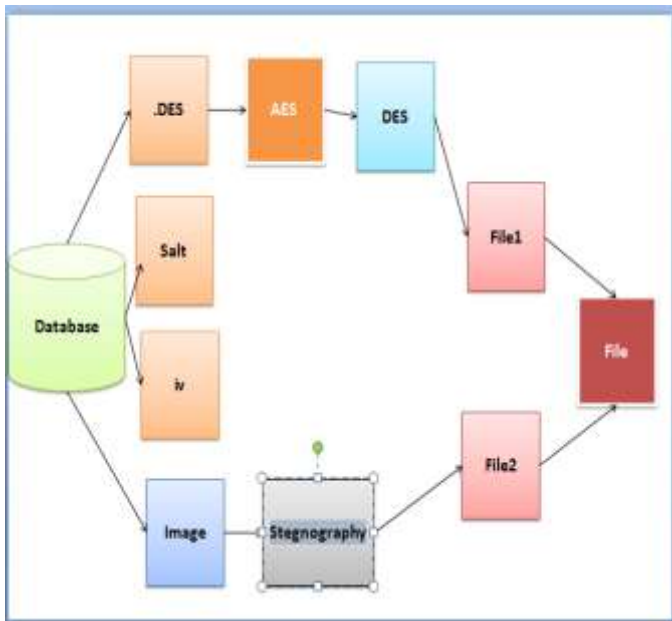 .DES
AES
DES
Salt
File1
Database
File
iv
File2
Image
Stegnography